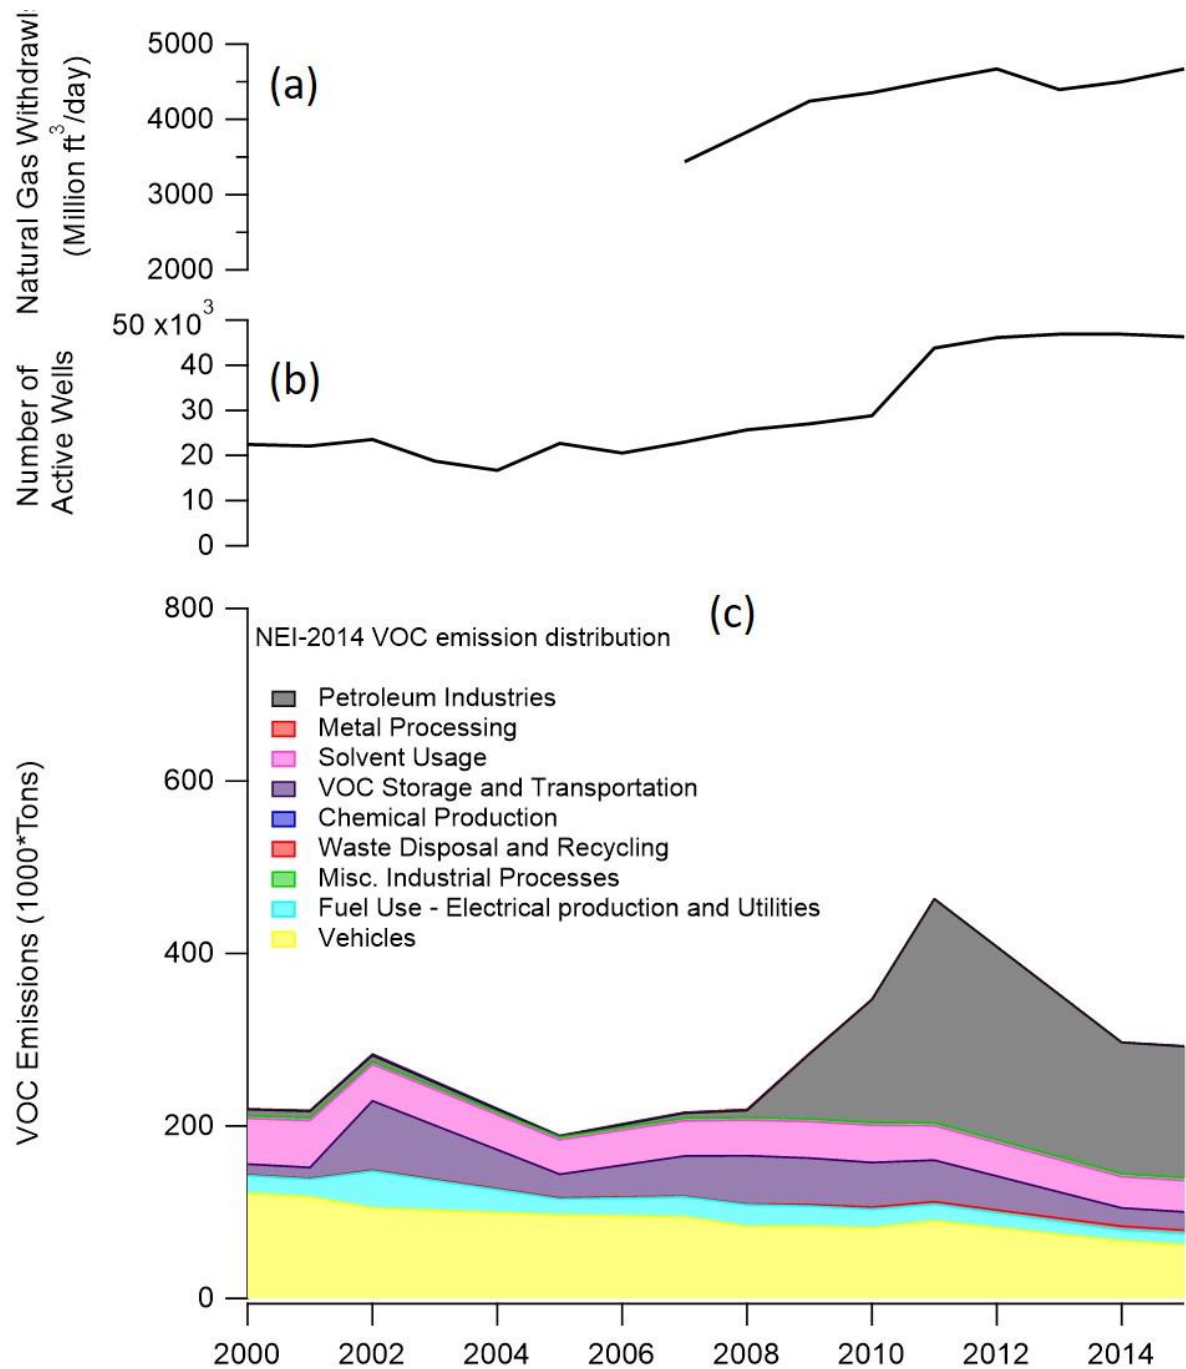 Natural Gas Withdrawl
(Million ft³/day)
5000
4000
3000
2000
(a)
Number of
Active Wells
50 x10³
40
30
20
10
0
(b)
VOC Emissions (1000*Tons)
800
600
400
200
0
(c)
NEI-2014 VOC emission distribution
Petroleum Industries
Metal Processing
Solvent Usage
VOC Storage and Transportation
Chemical Production
Waste Disposal and Recycling
Misc. Industrial Processes
Fuel Use - Electrical production and Utilities
Vehicles
2000 2002 2004 2006 2008 2010 2012 2014